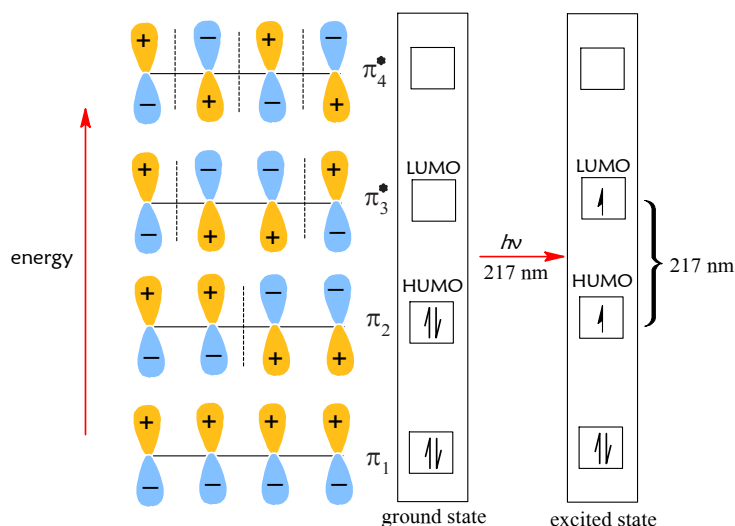 + − + − π4*
− + − +
+ − − + π3*
− + + −
LUMO
LUMO
energy
hν
217 nm
217 nm
+ + − − π2
− − + +
HUMO
HUMO
+ + + + π1
− − − −
ground state
excited state